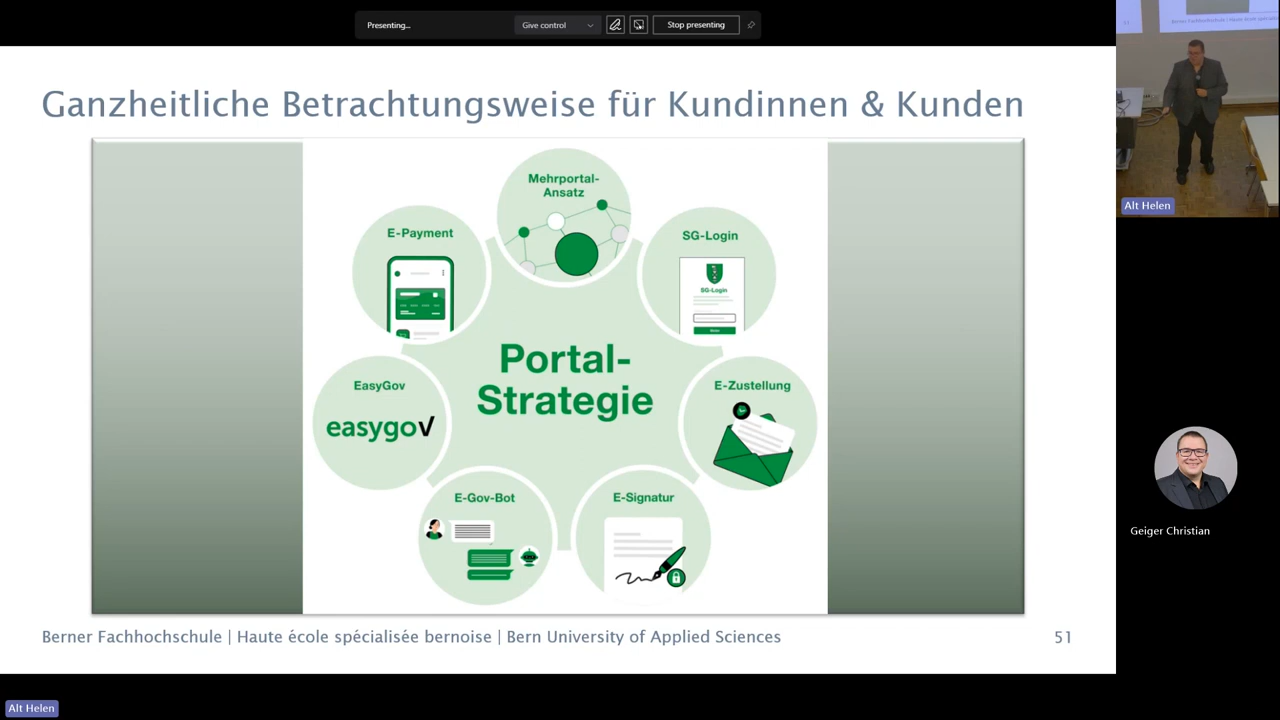 Presenting...
Give control
Stop presenting
Ganzheitliche Betrachtungsweise für Kundinnen & Kunden
Mehrportal-
Ansatz
E-Payment
SG-Login
SG-Login
Portal-
Strategie
EasyGov
easygov
E-Zustellung
E-Gov-Bot
E-Signatur
Berner Fachhochschule | Haute école spécialisée bernoise | Bern University of Applied Sciences
51
Alt Helen
Geiger Christian
Alt Helen